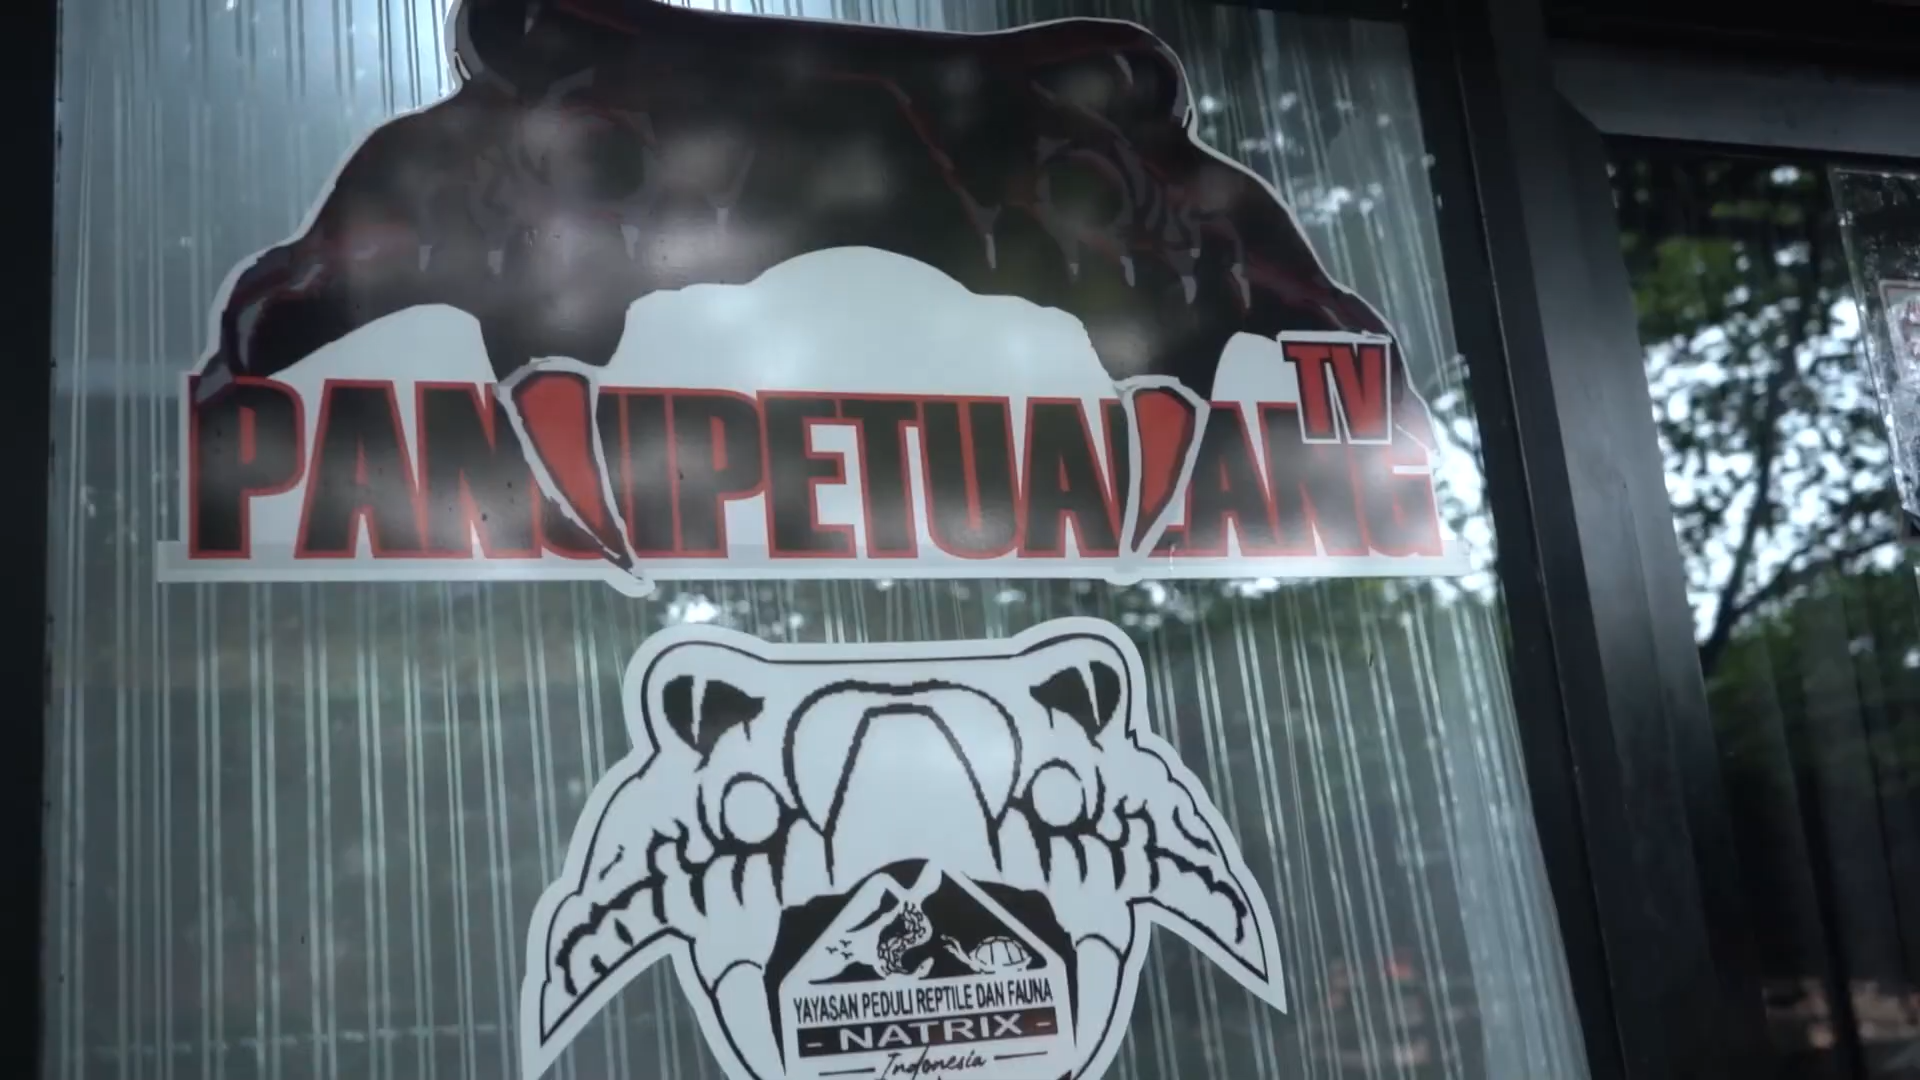 PANJIPETUALANG
TV
YAYASAN PEDULI REPTILE DAN FAUNA
- NATRIX -
Indonesia